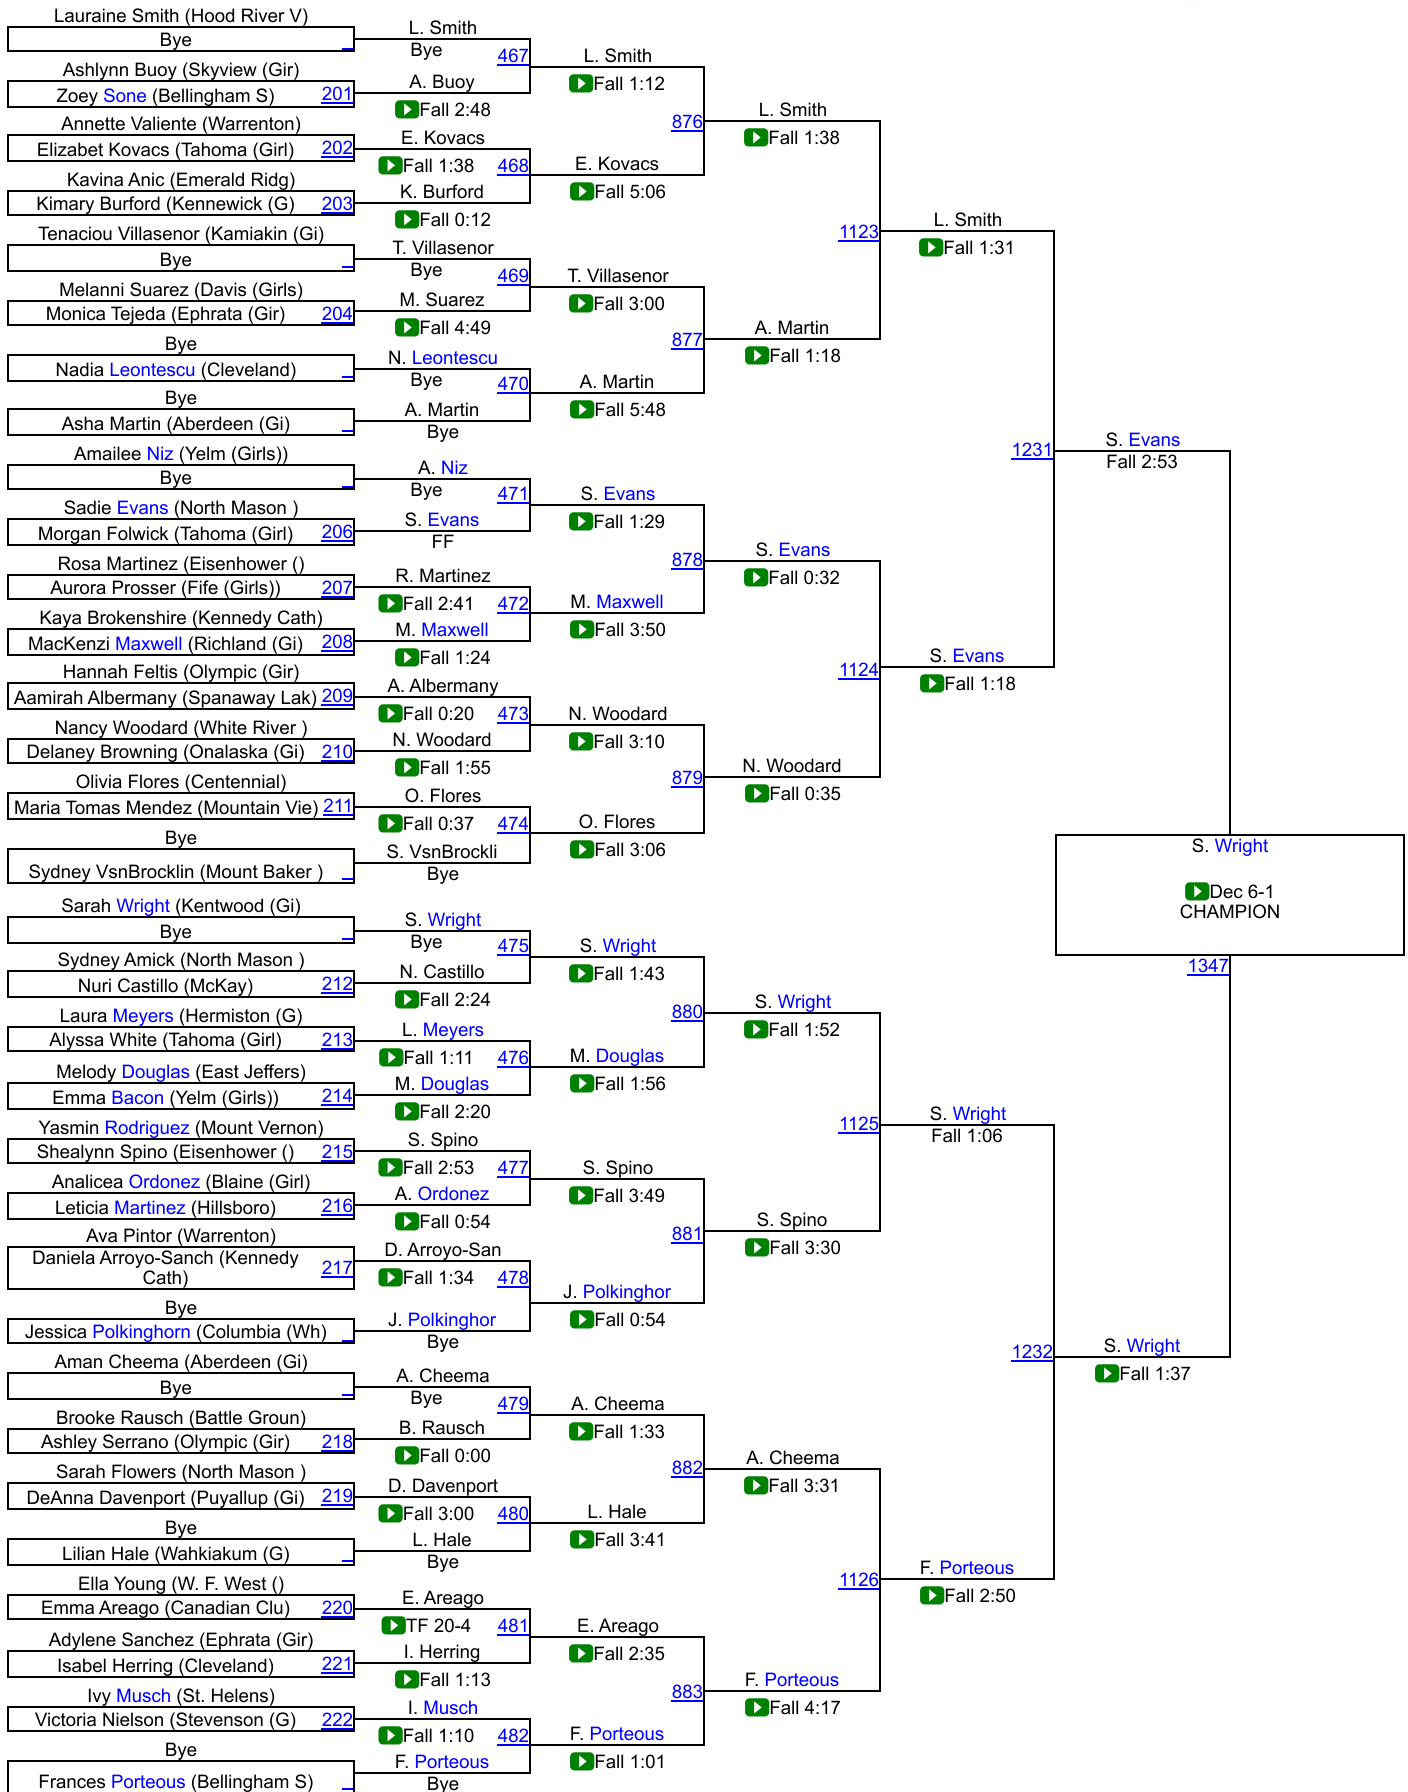 Lauraine Smith (Hood River V)
Bye
Ashlynn Buoy (Skyview (Gir)
Zoey Sone (Bellingham S) 201
Annette Valiente (Warrenton)
Elizabet Kovacs (Tahoma (Girl) 202
Kavina Anic (Emerald Ridg)
Kimary Burford (Kennewick (G) 203
Tenaciou Villasenor (Kamiakin (Gi)
Bye
Melanni Suarez (Davis (Girls)
Monica Tejeda (Ephrata (Gir) 204
Bye
Nadia Leontescu (Cleveland)
Bye
Asha Martin (Aberdeen (Gi)
Amailee Niz (Yelm (Girls))
Bye
Sadie Evans (North Mason )
Morgan Folwick (Tahoma (Girl) 206
Rosa Martinez (Eisenhower ()
Aurora Prosser (Fife (Girls)) 207
Kaya Brokenshire (Kennedy Cath)
MacKenzi Maxwell (Richland (Gi) 208
Hannah Feltis (Olympic (Gir)
Aamirah Albermany (Spanaway Lak) 209
Nancy Woodard (White River )
Delaney Browning (Onalaska (Gi) 210
Olivia Flores (Centennial)
Maria Tomas Mendez (Mountain Vie) 211
Bye
Sydney VsnBrocklin (Mount Baker )
Sarah Wright (Kentwood (Gi)
Bye
Sydney Amick (North Mason )
Nuri Castillo (McKay) 212
Laura Meyers (Hermiston (G)
Alyssa White (Tahoma (Girl) 213
Melody Douglas (East Jeffers)
Emma Bacon (Yelm (Girls)) 214
Yasmin Rodriguez (Mount Vernon)
Shealynn Spino (Eisenhower () 215
Analicea Ordonez (Blaine (Girl)
Leticia Martinez (Hillsboro) 216
Ava Pintor (Warrenton)
Daniela Arroyo-Sanch (Kennedy
Cath) 217
Bye
Jessica Polkinghorn (Columbia (Wh)
Aman Cheema (Aberdeen (Gi)
Bye
Brooke Rausch (Battle Groun)
Ashley Serrano (Olympic (Gir) 218
Sarah Flowers (North Mason )
DeAnna Davenport (Puyallup (Gi) 219
Bye
Lilian Hale (Wahkiakum (G)
Ella Young (W. F. West ()
Emma Areago (Canadian Clu) 220
Adylene Sanchez (Ephrata (Gir)
Isabel Herring (Cleveland) 221
Ivy Musch (St. Helens)
Victoria Nielson (Stevenson (G) 222
Bye
Frances Porteous (Bellingham S)
L. Smith
Bye 467
A. Buoy
Fall 2:48
E. Kovacs
Fall 1:38 468
K. Burford
Fall 0:12
T. Villasenor
Bye 469
M. Suarez
Fall 4:49
N. Leontescu
Bye 470
A. Martin
Bye
A. Niz
Bye 471
S. Evans
FF
R. Martinez
Fall 2:41 472
M. Maxwell
Fall 1:24
A. Albermany
Fall 0:20 473
N. Woodard
Fall 1:55
O. Flores
Fall 0:37 474
S. VsnBrockli
Bye
S. Wright
Bye 475
N. Castillo
Fall 2:24
L. Meyers
Fall 1:11 476
M. Douglas
Fall 2:20
S. Spino
Fall 2:53 477
A. Ordonez
Fall 0:54
D. Arroyo-San
Fall 1:34 478
J. Polkinghor
Bye
A. Cheema
Bye 479
B. Rausch
Fall 0:00
D. Davenport
Fall 3:00 480
L. Hale
Bye
E. Areago
TF 20-4 481
I. Herring
Fall 1:13
I. Musch
Fall 1:10 482
F. Porteous
Bye
L. Smith
Fall 1:12
876
E. Kovacs
Fall 5:06
T. Villasenor
Fall 3:00
877
A. Martin
Fall 5:48
S. Evans
Fall 1:29
878
M. Maxwell
Fall 3:50
N. Woodard
Fall 3:10
879
O. Flores
Fall 3:06
S. Wright
Fall 1:43
880
M. Douglas
Fall 1:56
S. Spino
Fall 3:49
881
J. Polkinghor
Fall 0:54
A. Cheema
Fall 1:33
882
L. Hale
Fall 3:41
E. Areago
Fall 2:35
883
F. Porteous
Fall 1:01
L. Smith
Fall 1:38
1123
A. Martin
Fall 1:18
S. Evans
Fall 0:32
1124
N. Woodard
Fall 0:35
S. Wright
Fall 1:52
1125
S. Spino
Fall 3:30
A. Cheema
Fall 3:31
1126
F. Porteous
Fall 4:17
L. Smith
Fall 1:31
1231
S. Evans
Fall 1:18
S. Wright
Fall 1:06
1232
F. Porteous
Fall 2:50
S. Evans
Fall 2:53
S. Wright
Fall 1:37
S. Wright
Dec 6-1
CHAMPION
1347